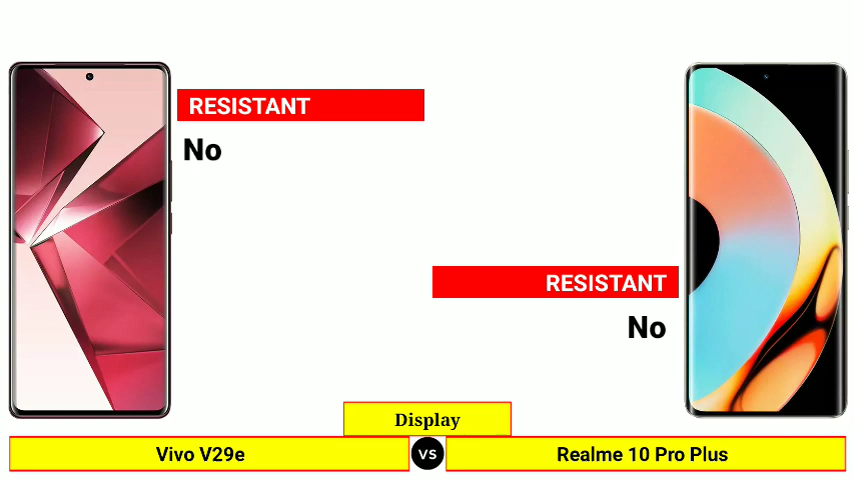 RESISTANT
No
RESISTANT
No
Display
Vivo V29e
VS
Realme 10 Pro Plus